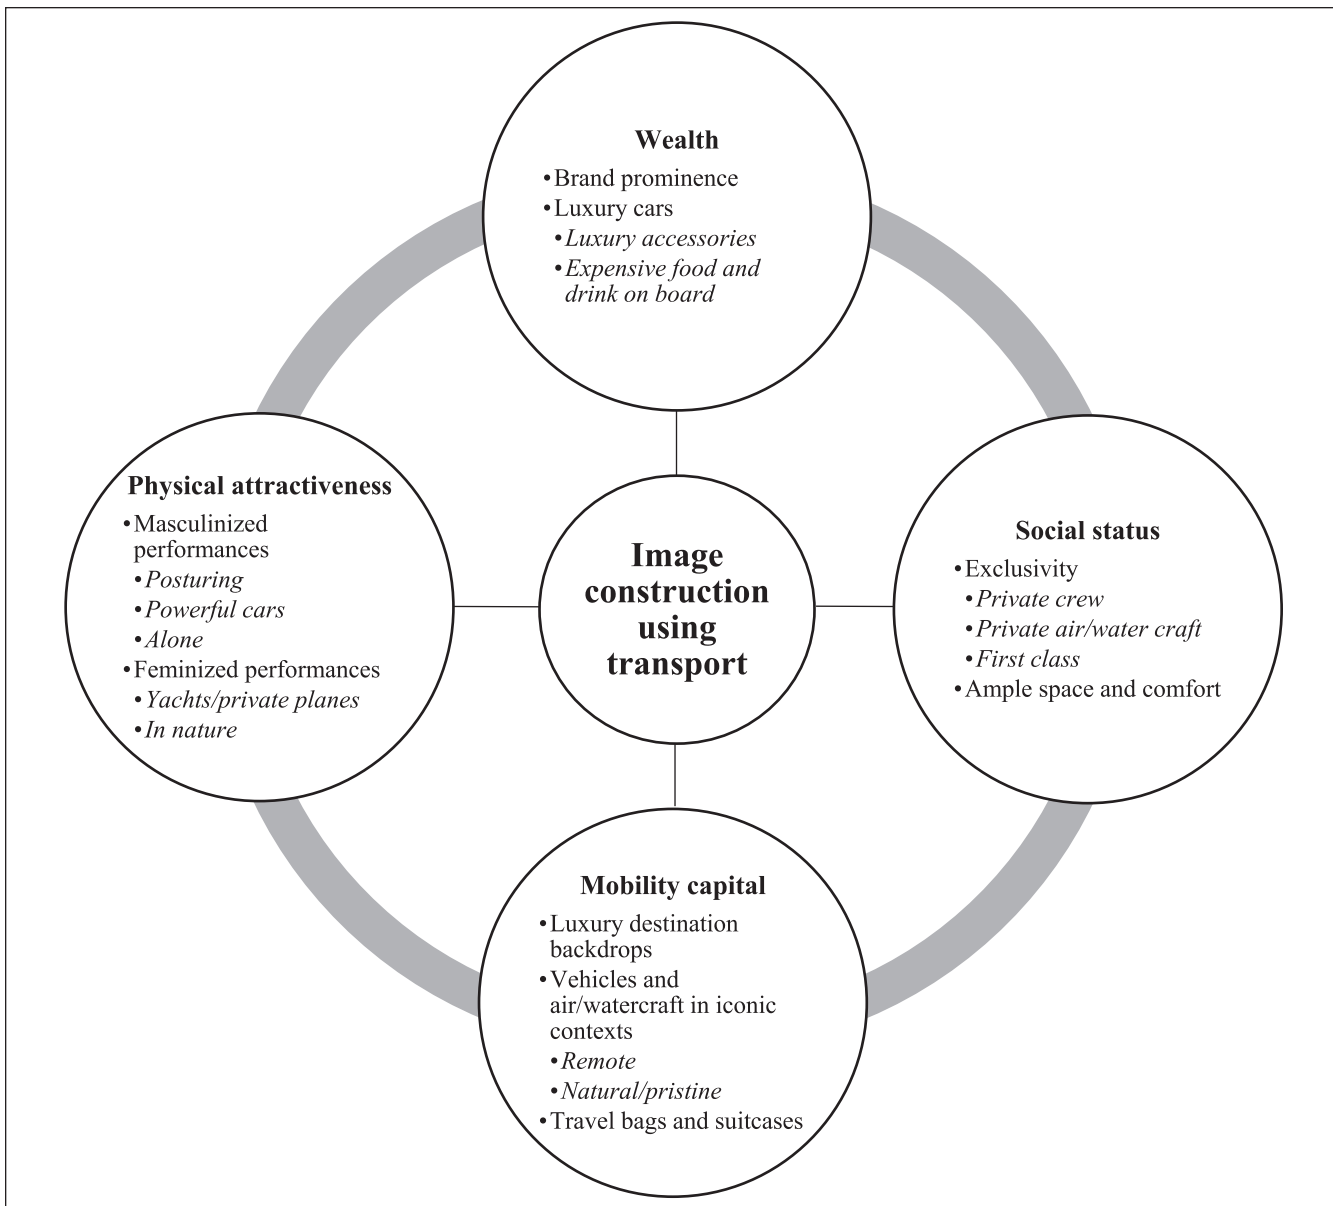 Wealth
•Brand prominence
•Luxury cars
•Luxury accessories
•Expensive food and
drink on board
Physical attractiveness
•Masculinized
performances
•Posturing
•Powerful cars
•Alone
•Feminized performances
•Yachts/private planes
•In nature
Image
construction
using
transport
Social status
•Exclusivity
•Private crew
•Private air/water craft
•First class
•Ample space and comfort
Mobility capital
•Luxury destination
backdrops
•Vehicles and
air/watercraft in iconic
contexts
•Remote
•Natural/pristine
•Travel bags and suitcases